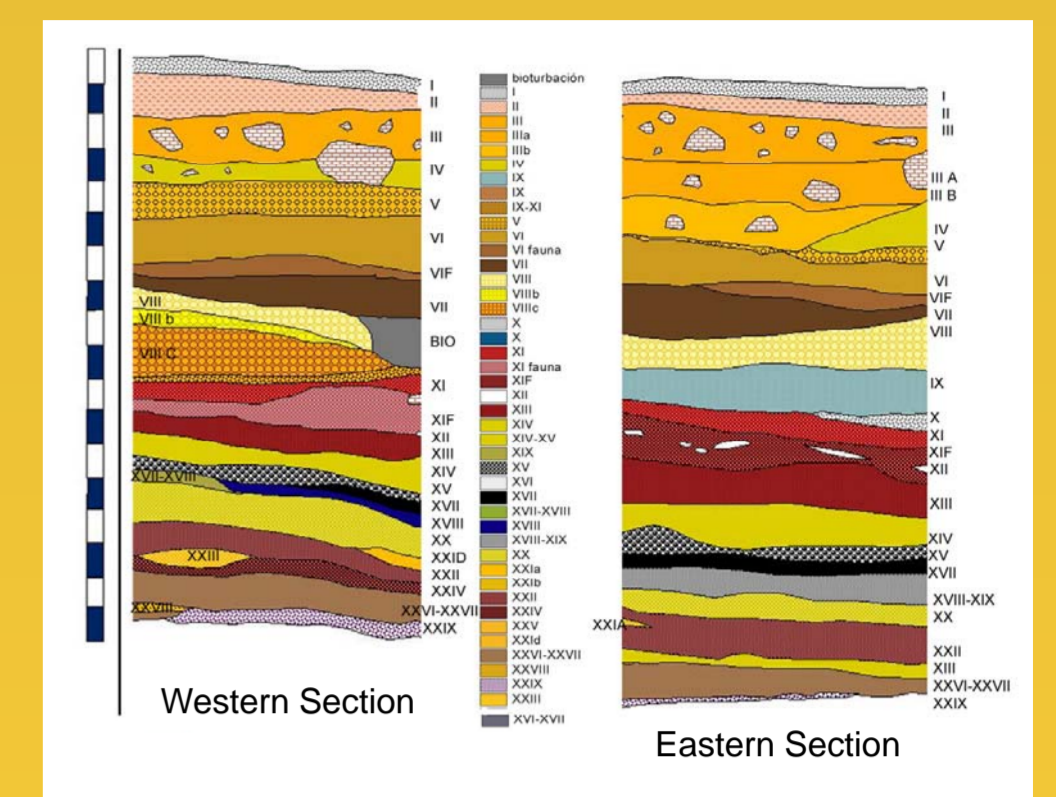 I
II
III
IV
V
VI
VIF
VII
VIII
VIII b
BIO
VIII C
XI
XIF
XII
XIII
XIV
XVII-XVIII
XV
XVII
XVIII
XX
XXIII
XXID
XXII
XXIV
XXVIII
XXVI-XXVII
XXIX
Western Section
bioturbación
I
II
III
IIIa
IIIb
IV
IX
IX
IX-XI
V
VI
VI fauna
VII
VIII
VIIIb
VIIIc
X
X
XI
XI fauna
XIF
XII
XIII
XIV
XIV-XV
XIX
XV
XVI
XVII
XVII-XVIII
XVIII
XVIII-XIX
XX
XXIa
XXIb
XXII
XXIV
XXV
XXId
XXVI-XXVII
XXVIII
XXIX
XXIII
XVI-XVII
I
II
III
III A
III B
IV
V
VI
VIF
VII
VIII
IX
X
XI
XIF
XII
XIII
XIV
XV
XVII
XVIII-XIX
XX
XXIA
XXII
XIII
XXVI-XXVII
XXIX
Eastern Section